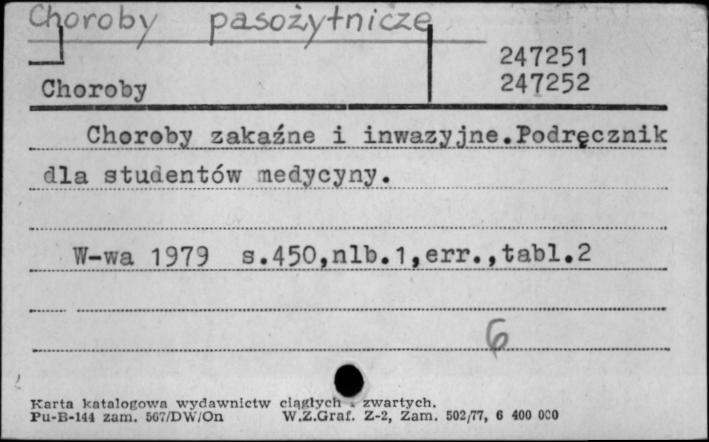 Choroby pasożytnicze
247251
Choroby 247252
Choroby zakaźne i inwazyjne.Podręcznik
dla studentów medycyny.
W-wa 1979 s.450,nlb.1,err.,tabl.2
6
Karta katalogowa wydawnictw ciągłych i zwartych.
Pu-B-144 zam. 567/DW/On W.Z.Graf. Z-2, Zam. 502/77, 6 400 000